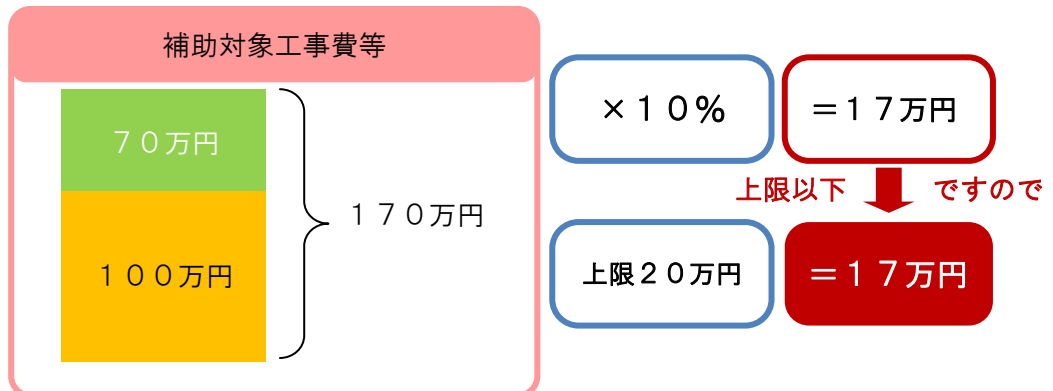 補助対象工事費等
７０万円
１００万円
１７０万円
×１０％
＝１７万円
上限以下　ですので
上限２０万円
＝１７万円